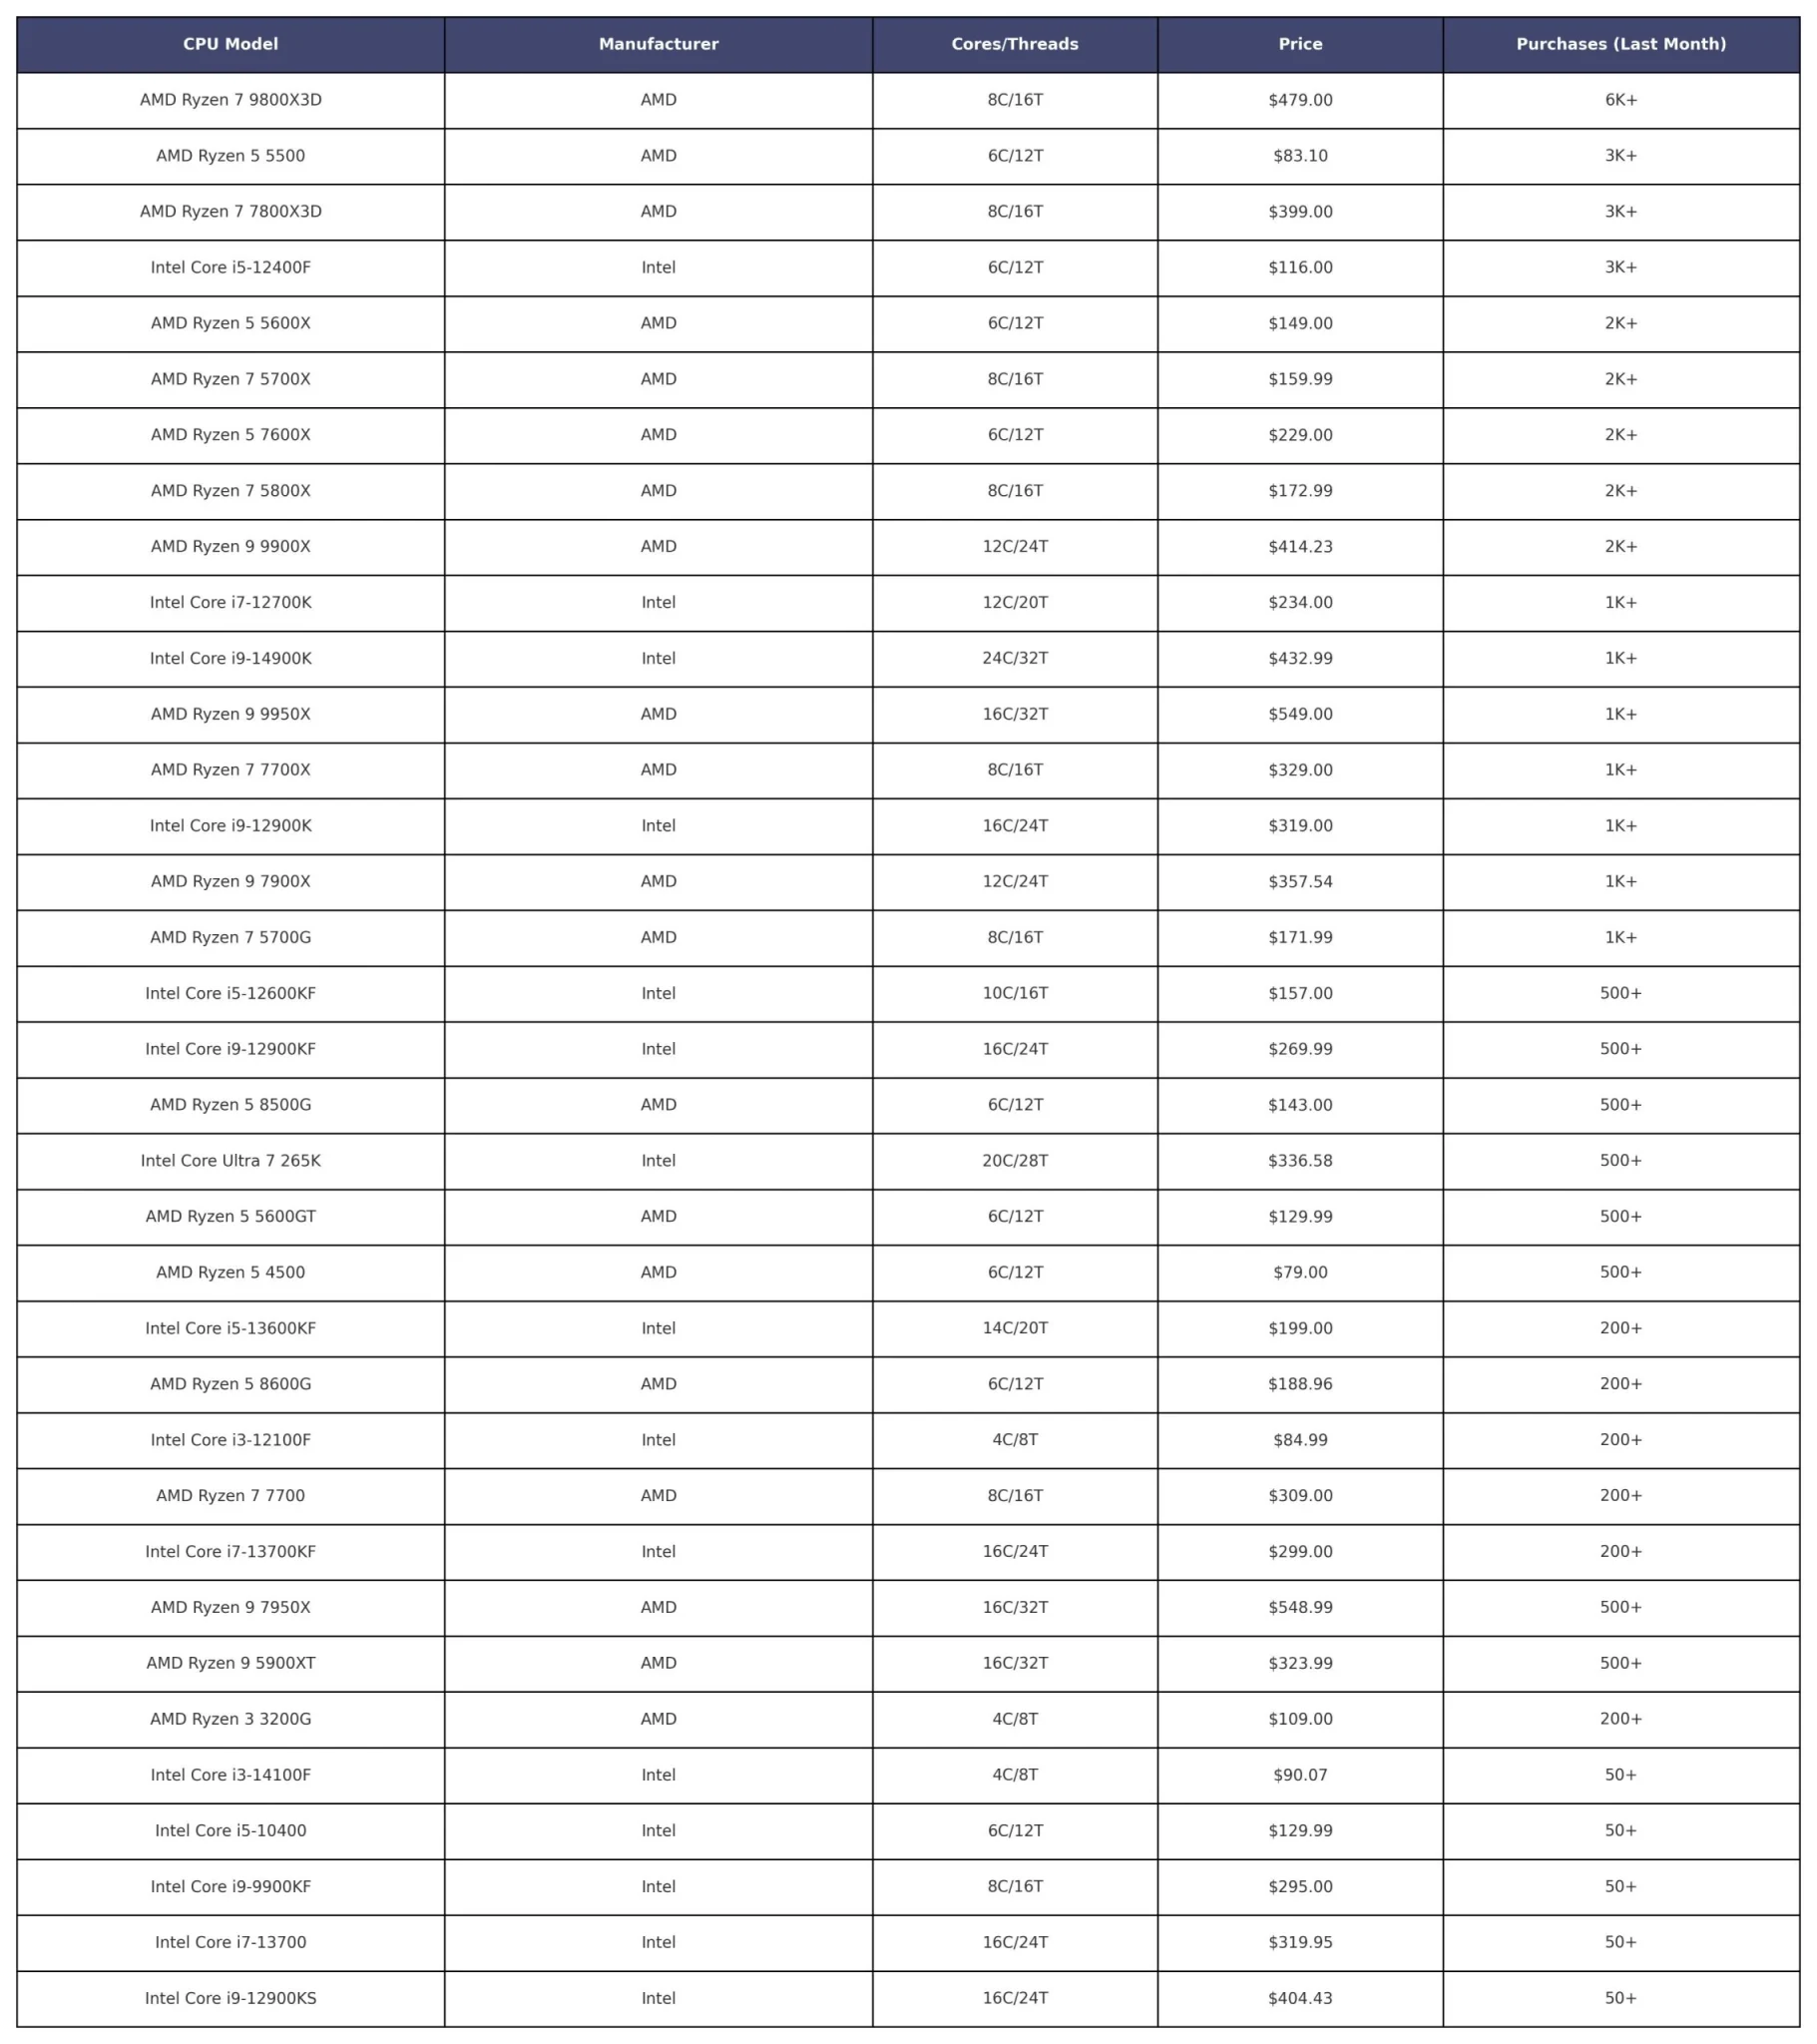 CPU Model Manufacturer Cores/Threads Price Purchases (Last Month)
AMD Ryzen 7 9800X3D AMD 8C/16T $479.00 6K+
AMD Ryzen 5 5500 AMD 6C/12T $83.10 3K+
AMD Ryzen 7 7800X3D AMD 8C/16T $399.00 3K+
Intel Core i5-12400F Intel 6C/12T $116.00 3K+
AMD Ryzen 5 5600X AMD 6C/12T $149.00 2K+
AMD Ryzen 7 5700X AMD 8C/16T $159.99 2K+
AMD Ryzen 5 7600X AMD 6C/12T $229.00 2K+
AMD Ryzen 7 5800X AMD 8C/16T $172.99 2K+
AMD Ryzen 9 9900X AMD 12C/24T $414.23 2K+
Intel Core i7-12700K Intel 12C/20T $234.00 1K+
Intel Core i9-14900K Intel 24C/32T $432.99 1K+
AMD Ryzen 9 9950X AMD 16C/32T $549.00 1K+
AMD Ryzen 7 7700X AMD 8C/16T $329.00 1K+
Intel Core i9-12900K Intel 16C/24T $319.00 1K+
AMD Ryzen 9 7900X AMD 12C/24T $357.54 1K+
AMD Ryzen 7 5700G AMD 8C/16T $171.99 1K+
Intel Core i5-12600KF Intel 10C/16T $157.00 500+
Intel Core i9-12900KF Intel 16C/24T $269.99 500+
AMD Ryzen 5 8500G AMD 6C/12T $143.00 500+
Intel Core Ultra 7 265K Intel 20C/28T $336.58 500+
AMD Ryzen 5 5600GT AMD 6C/12T $129.99 500+
AMD Ryzen 5 4500 AMD 6C/12T $79.00 500+
Intel Core i5-13600KF Intel 14C/20T $199.00 200+
AMD Ryzen 5 8600G AMD 6C/12T $188.96 200+
Intel Core i3-12100F Intel 4C/8T $84.99 200+
AMD Ryzen 7 7700 AMD 8C/16T $309.00 200+
Intel Core i7-13700KF Intel 16C/24T $299.00 200+
AMD Ryzen 9 7950X AMD 16C/32T $548.99 500+
AMD Ryzen 9 5900XT AMD 16C/32T $323.99 500+
AMD Ryzen 3 3200G AMD 4C/8T $109.00 200+
Intel Core i3-14100F Intel 4C/8T $90.07 50+
Intel Core i5-10400 Intel 6C/12T $129.99 50+
Intel Core i9-9900KF Intel 8C/16T $295.00 50+
Intel Core i7-13700 Intel 16C/24T $319.95 50+
Intel Core i9-12900KS Intel 16C/24T $404.43 50+